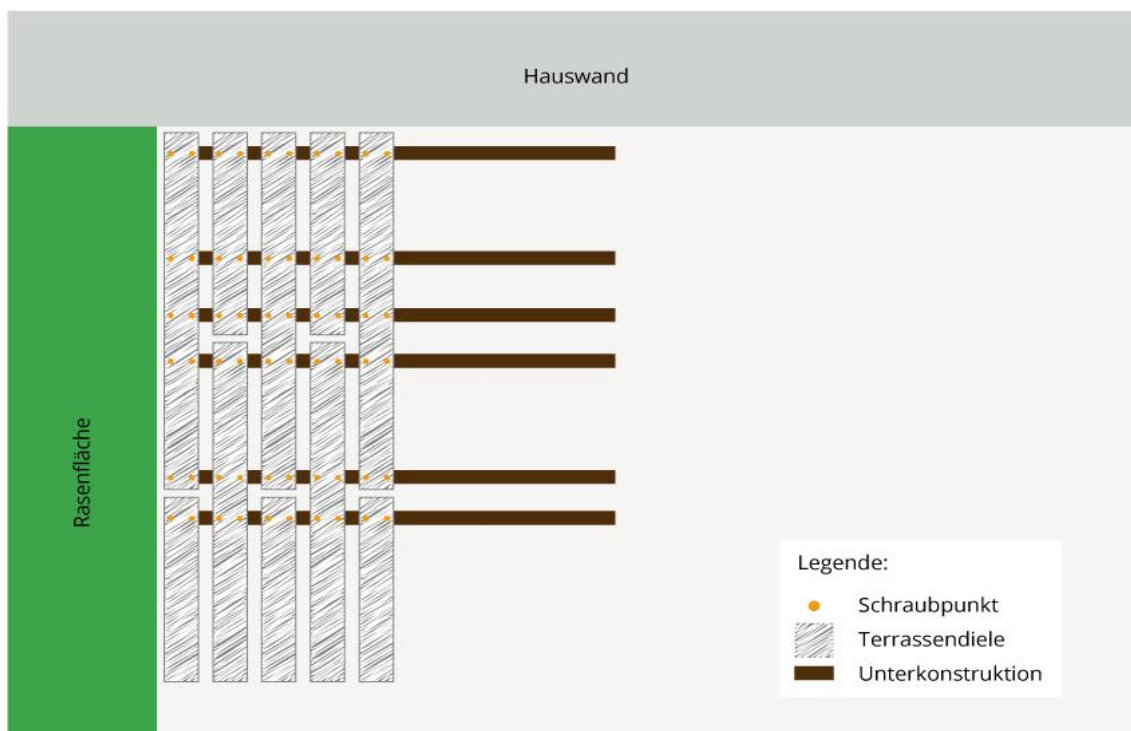 Hauswand
Rasenfläche
Legende:
Schraubpunkt
Terrassendiele
Unterkonstruktion